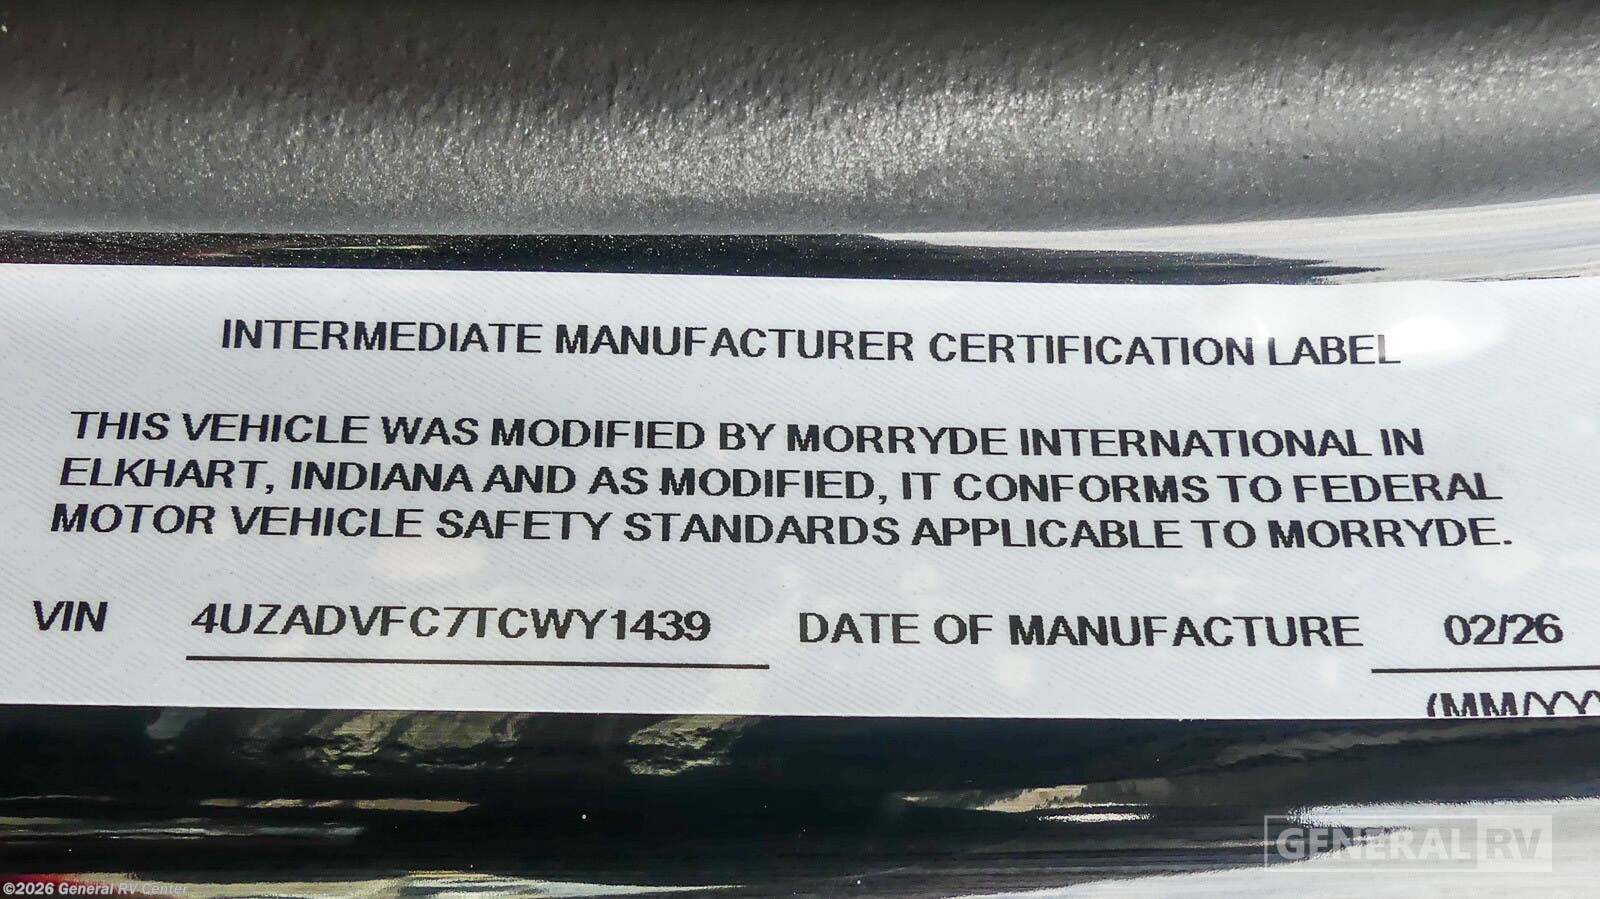 INTERMEDIATE MANUFACTURER CERTIFICATION LABEL
THIS VEHICLE WAS MODIFIED BY MORRYDE INTERNATIONAL IN
ELKHART, INDIANA AND AS MODIFIED, IT CONFORMS TO FEDERAL
MOTOR VEHICLE SAFETY STANDARDS APPLICABLE TO MORRYDE.
VIN 4UZADVFC7TCWY1439 DATE OF MANUFACTURE 02/26
(MM/YY
GENERAL RV
©2026 General RV Center